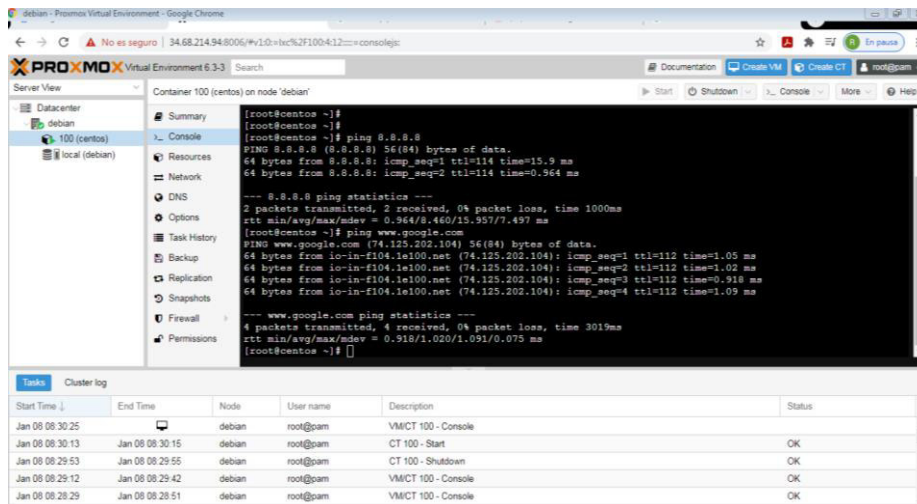 debian - Proxmox Virtual Environment - Google Chrome
No es seguro | 34.68.214.94:8006/#v1:0:=lxc%2F100:4:12:::::=consolejs:
En pausa
PROXMOX Virtual Environment 6.3-3 Search
Documentation Create VM Create CT root@pam
Server View
Container 100 (centos) on node 'debian'
Start Shutdown Console More Help
Datacenter
debian
100 (centos)
local (debian)
Summary
Console
Resources
Network
DNS
Options
Task History
Backup
Replication
Snapshots
Firewall
Permissions
[root@centos ~]#
[root@centos ~]#
[root@centos ~]# ping 8.8.8.8
PING 8.8.8.8 (8.8.8.8) 56(84) bytes of data.
64 bytes from 8.8.8.8: icmp_seq=1 ttl=114 time=15.9 ms
64 bytes from 8.8.8.8: icmp_seq=2 ttl=114 time=0.964 ms
--- 8.8.8.8 ping statistics ---
2 packets transmitted, 2 received, 0% packet loss, time 1000ms
rtt min/avg/max/mdev = 0.964/8.460/15.957/7.497 ms
[root@centos ~]# ping www.google.com
PING www.google.com (74.125.202.104) 56(84) bytes of data.
64 bytes from io-in-f104.1e100.net (74.125.202.104): icmp_seq=1 ttl=112 time=1.05 ms
64 bytes from io-in-f104.1e100.net (74.125.202.104): icmp_seq=2 ttl=112 time=1.02 ms
64 bytes from io-in-f104.1e100.net (74.125.202.104): icmp_seq=3 ttl=112 time=0.918 ms
64 bytes from io-in-f104.1e100.net (74.125.202.104): icmp_seq=4 ttl=112 time=1.09 ms
--- www.google.com ping statistics ---
4 packets transmitted, 4 received, 0% packet loss, time 3019ms
rtt min/avg/max/mdev = 0.918/1.020/1.091/0.075 ms
[root@centos ~]#
Tasks Cluster log
Start Time End Time Node User name Description Status
Jan 08 08:30:25 debian root@pam VM/CT 100 - Console
Jan 08 08:30:13 Jan 08 08:30:15 debian root@pam CT 100 - Start OK
Jan 08 08:29:53 Jan 08 08:29:55 debian root@pam CT 100 - Shutdown OK
Jan 08 08:29:12 Jan 08 08:29:42 debian root@pam VM/CT 100 - Console OK
Jan 08 08:28:29 Jan 08 08:28:51 debian root@pam VM/CT 100 - Console OK